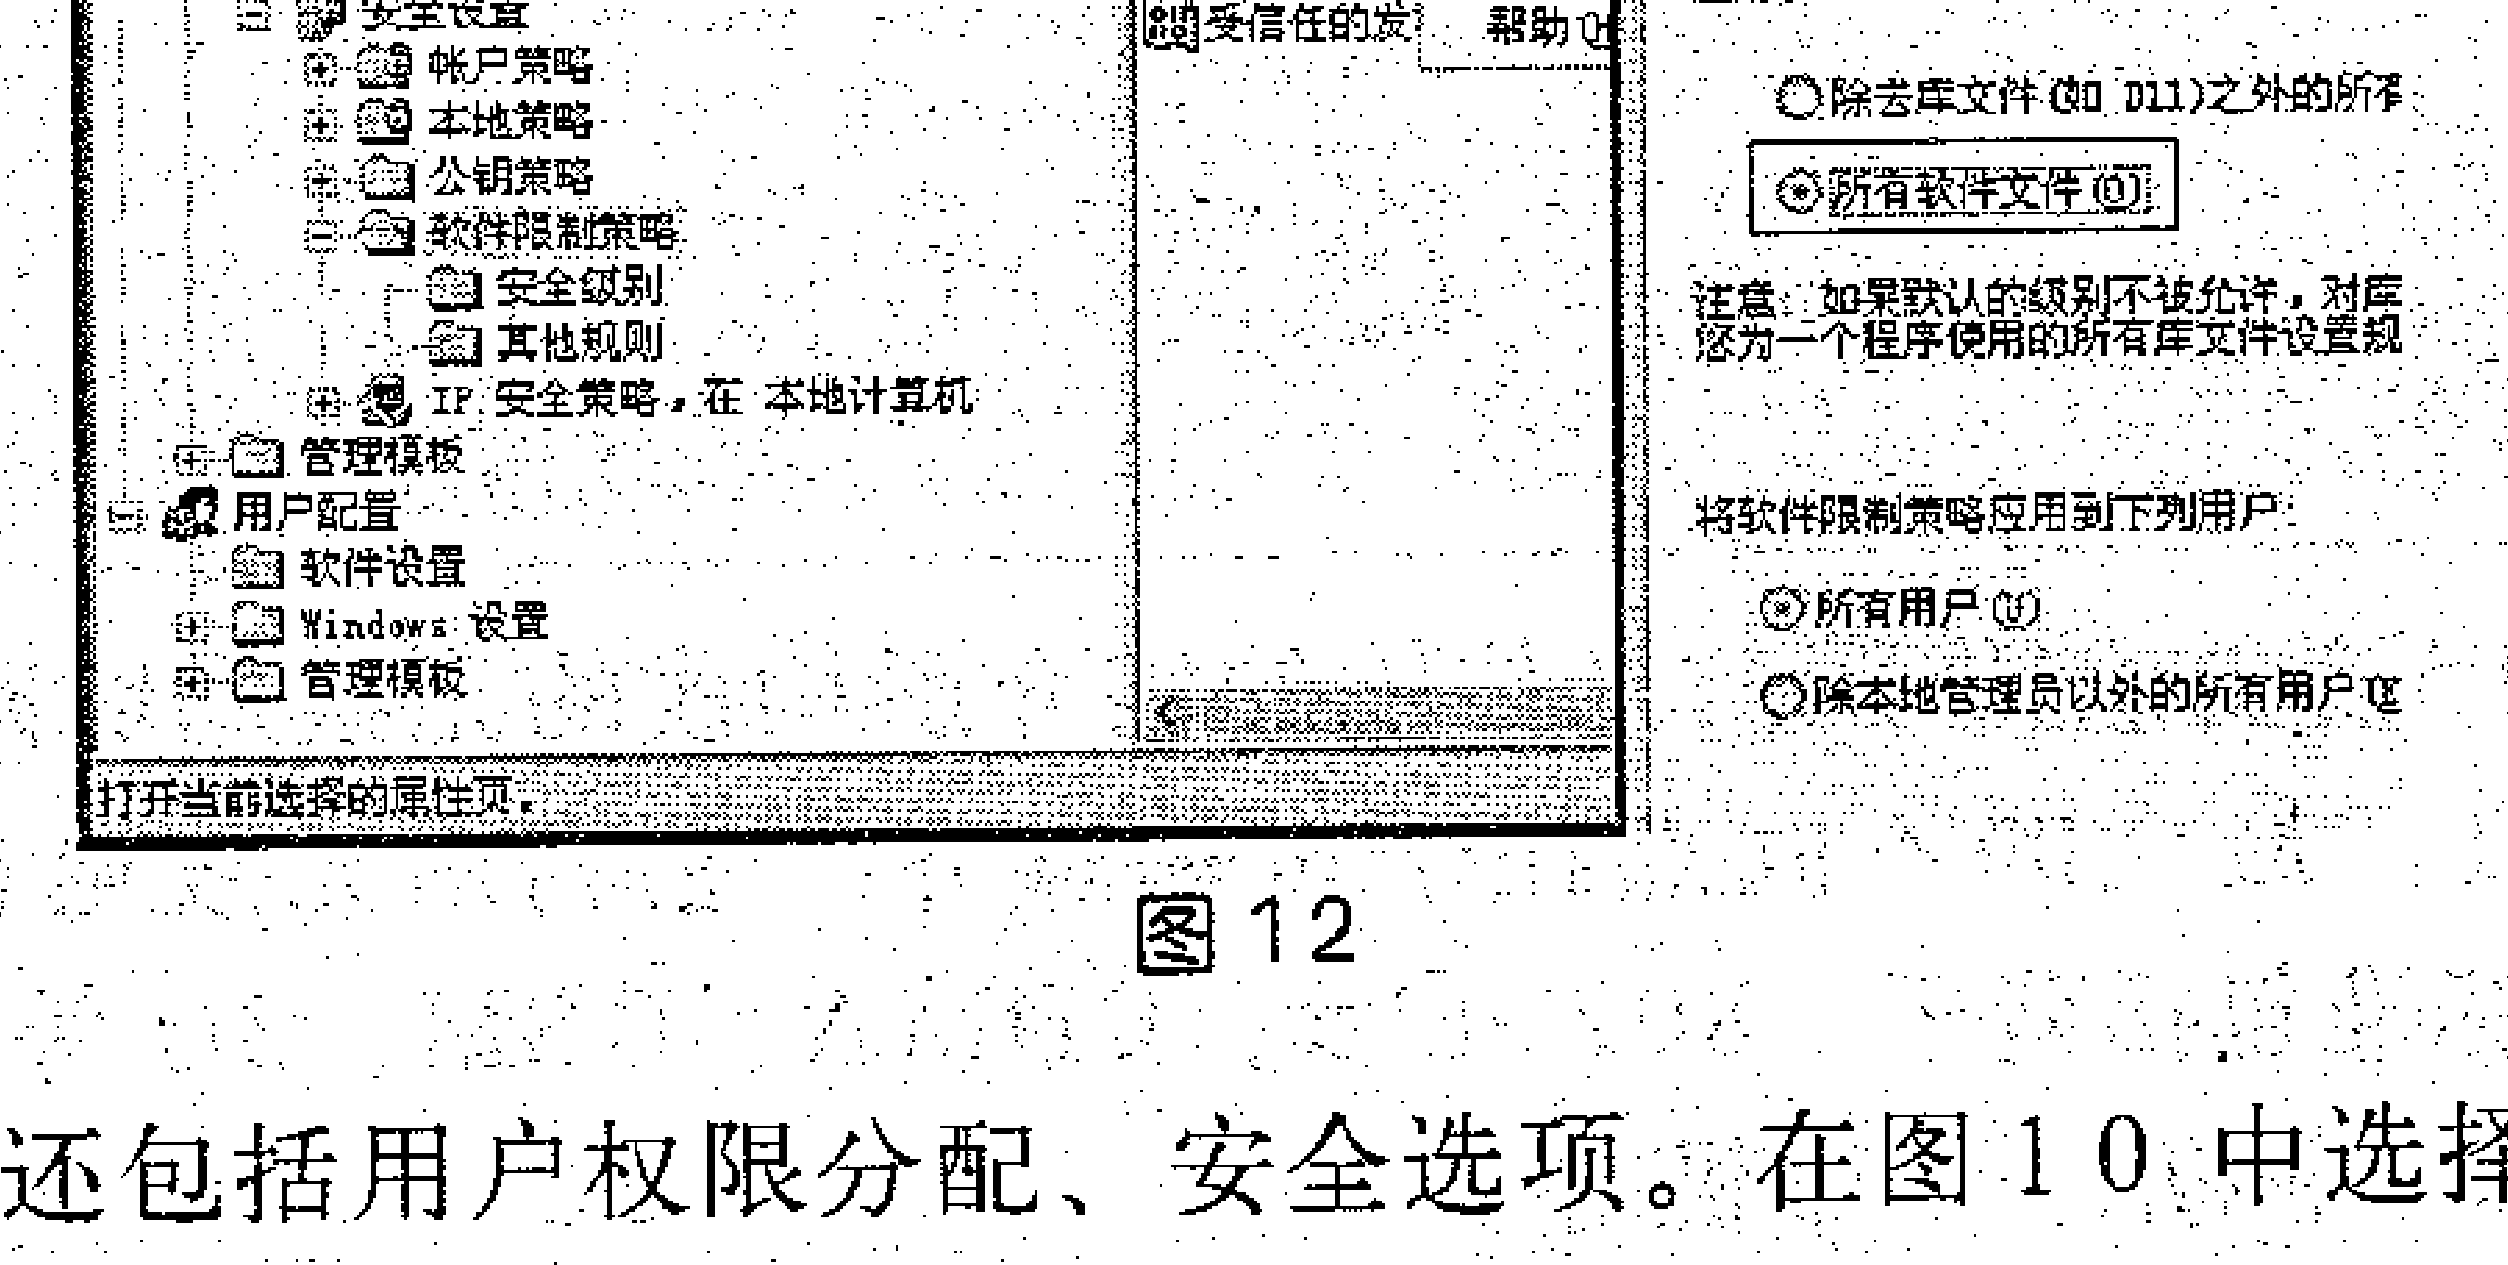 安全设置
帐户策略
本地策略
公钥策略
软件限制策略
安全级别
其他规则
IP 安全策略，在 本地计算机
管理模板
用户配置
软件设置
Windows 设置
管理模板
打开当前选择的属性页。
受信任的发
帮助(H
除去库文件(如 Dll)之外的所有
所有软件文件(O)
注意: 如果默认的级别不被允许，对库
您为一个程序使用的所有库文件设置规
将软件限制策略应用到下列用户:
所有用户(U)
除本地管理员以外的所有用户(E
图 12
还包括用户权限分配、安全选项。在图10中选择